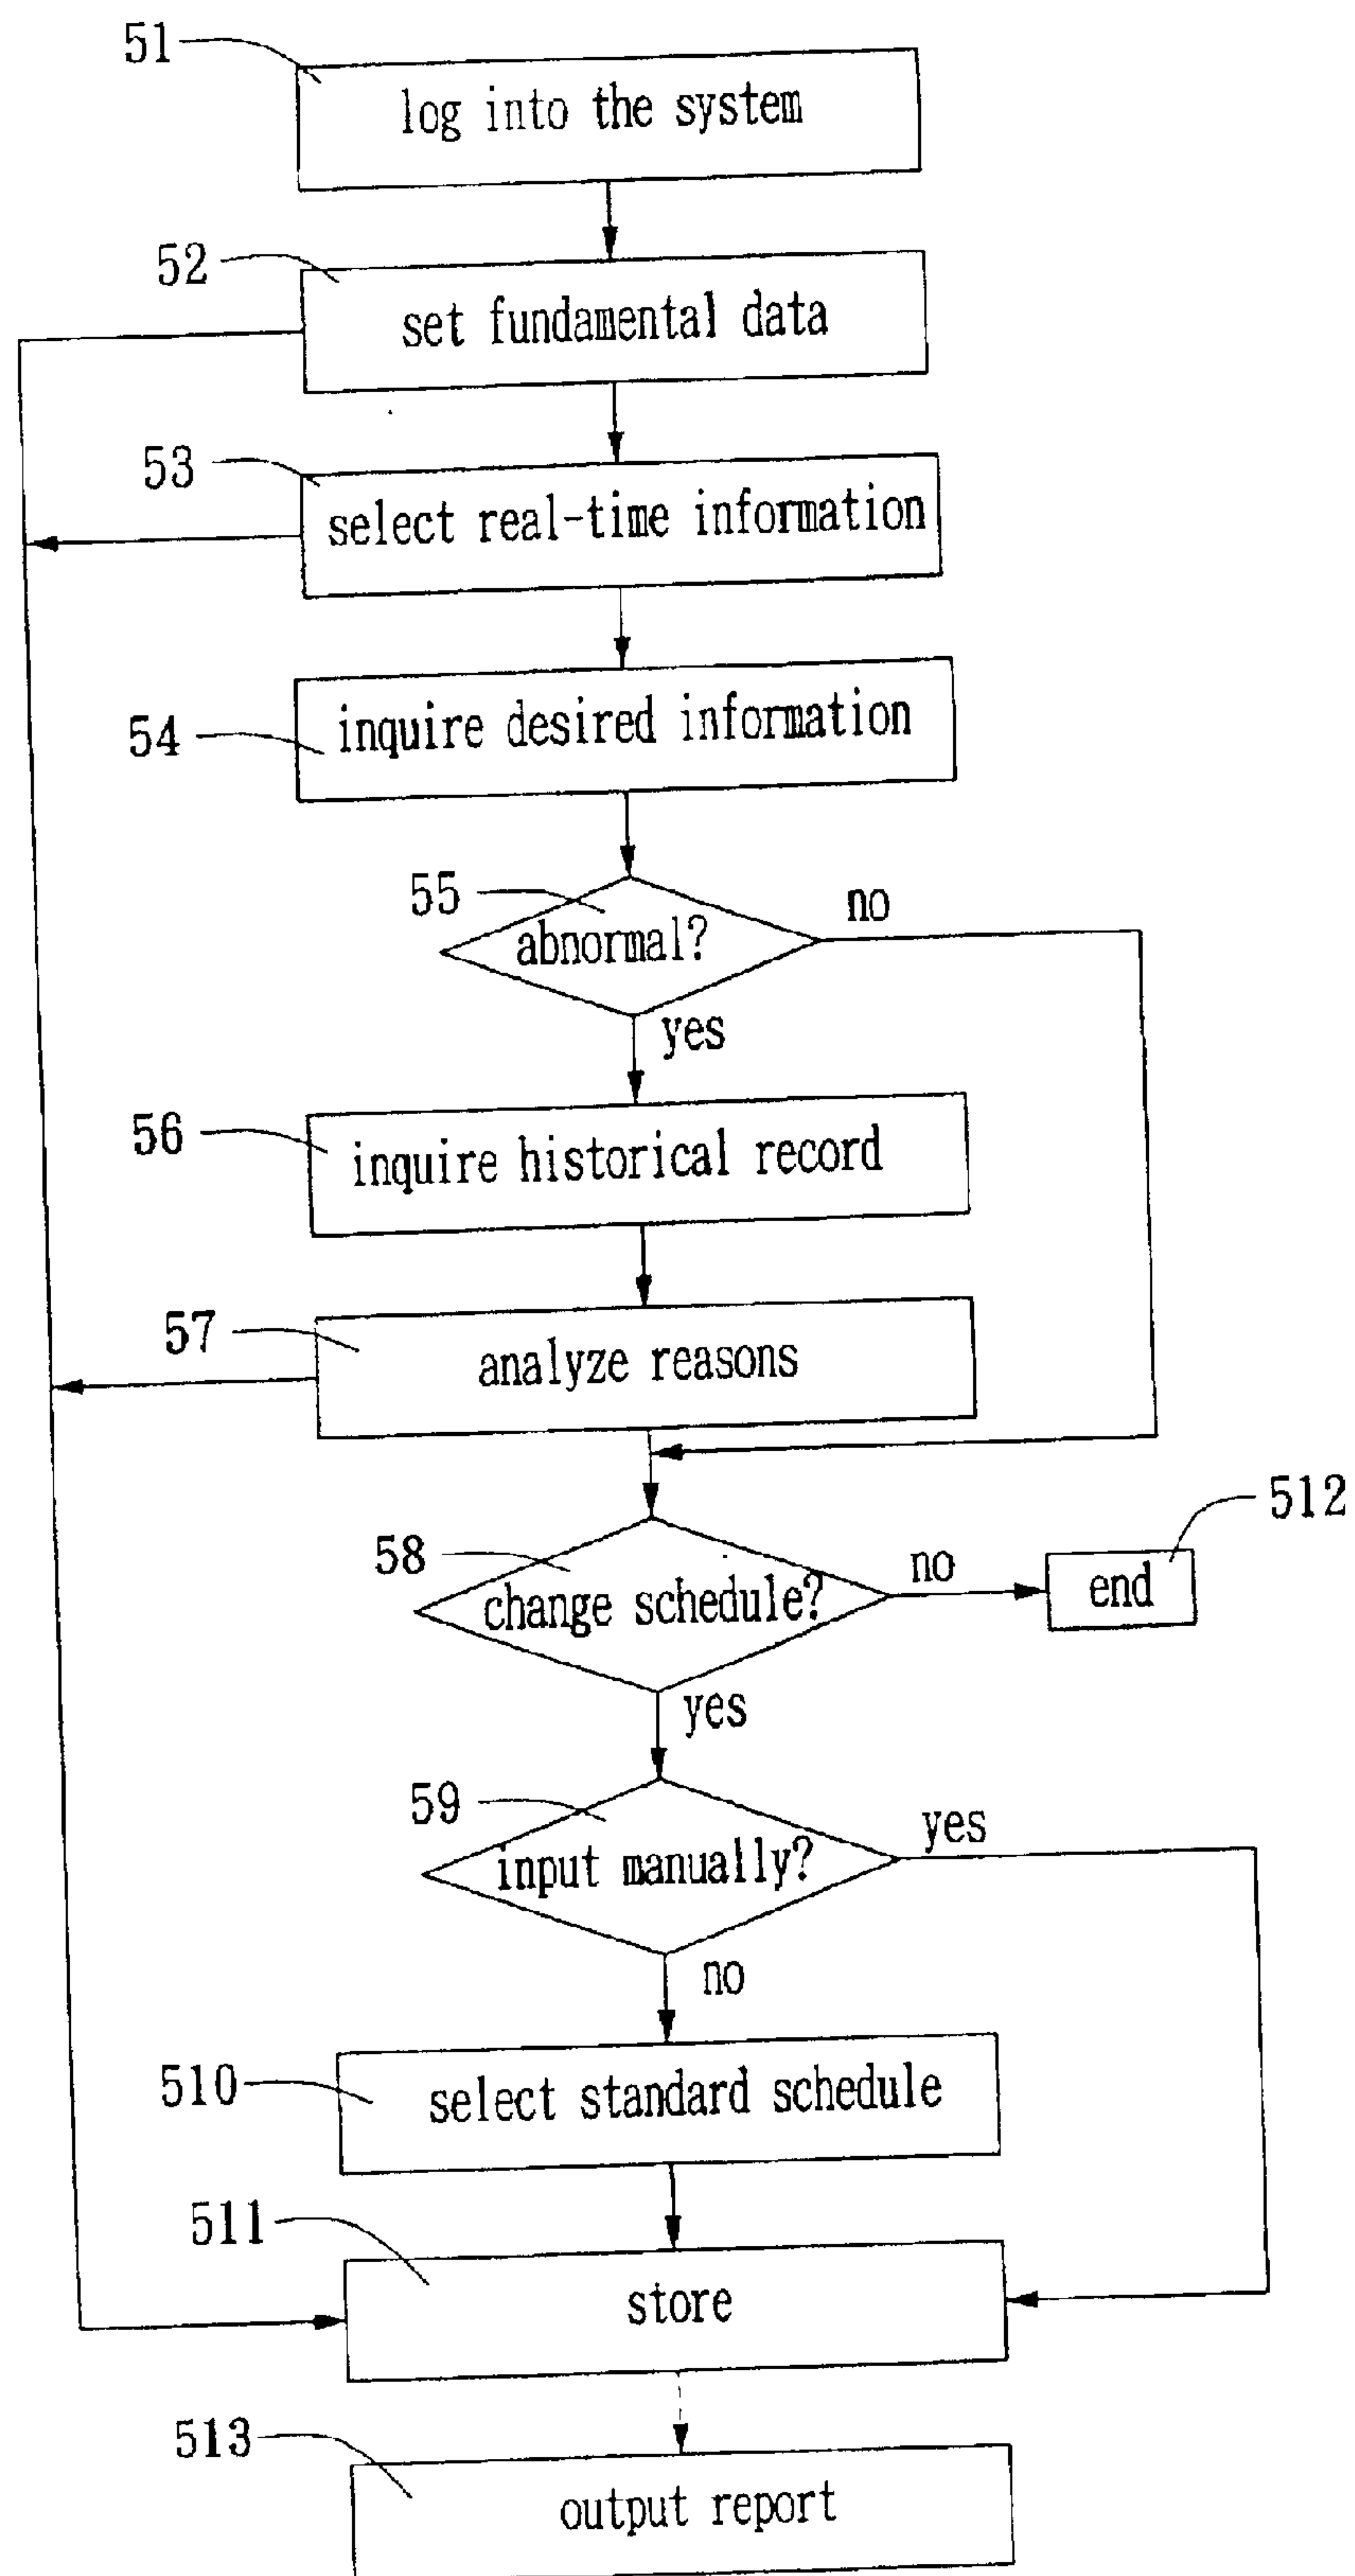 51
log into the system
52
set fundamental data
53
select real-time information
54
inquire desired information
55
abnormal?
no
yes
56
inquire historical record
57
analyze reasons
58
change schedule?
no
512
end
yes
59
input manually?
yes
no
510
select standard schedule
511
store
513
output report